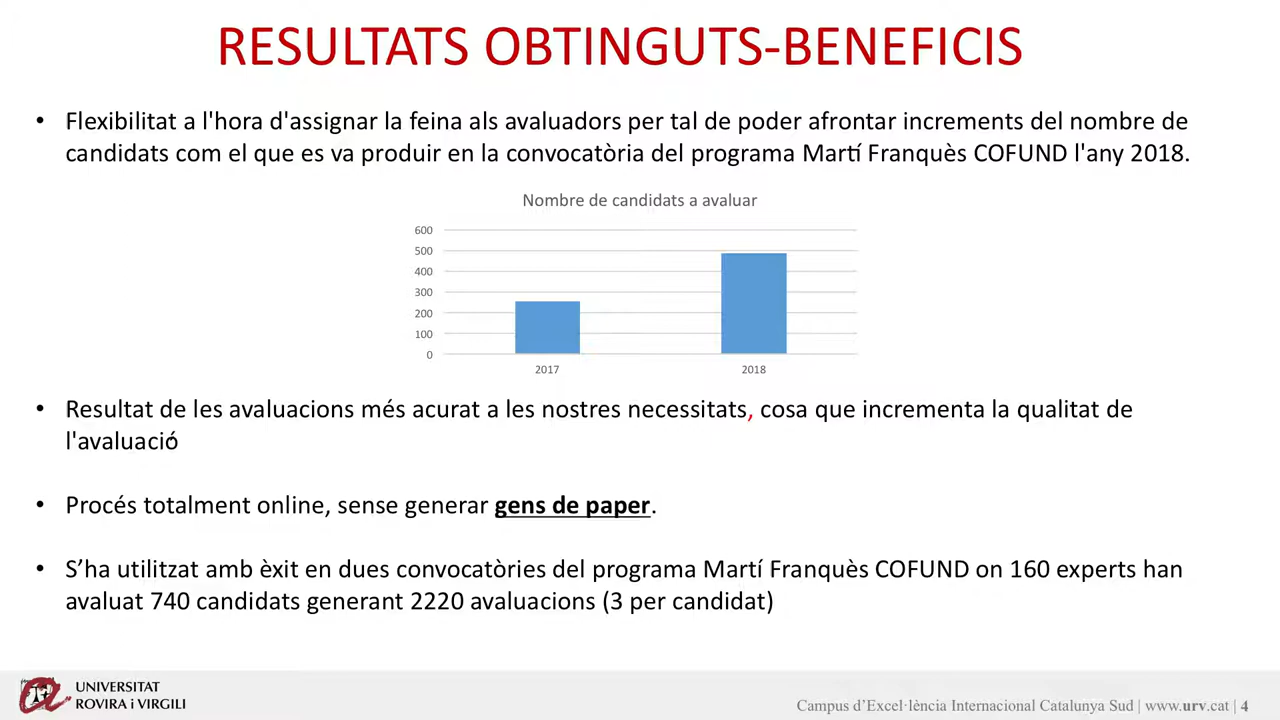 RESULTATS OBTINGUTS-BENEFICIS
• Flexibilitat a l'hora d'assignar la feina als avaluadors per tal de poder afrontar increments del nombre de
candidats com el que es va produir en la convocatòria del programa Martí Franquès COFUND l'any 2018.
Nombre de candidats a avaluar
600
500
400
300
200
100
0
2017 2018
• Resultat de les avaluacions més acurat a les nostres necessitats, cosa que incrementa la qualitat de
l'avaluació
• Procés totalment online, sense generar gens de paper.
• S’ha utilitzat amb èxit en dues convocatòries del programa Martí Franquès COFUND on 160 experts han
avaluat 740 candidats generant 2220 avaluacions (3 per candidat)
UNIVERSITAT
ROVIRA i VIRGILI
Campus d’Excel·lència Internacional Catalunya Sud | www.urv.cat | 4